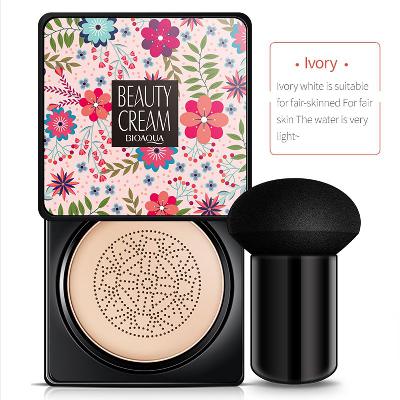 BEAUTY
CREAM
BIOAQUA
• Ivory •
Ivory white is suitable
for fair-skinned For fair
skin The water is very
light~